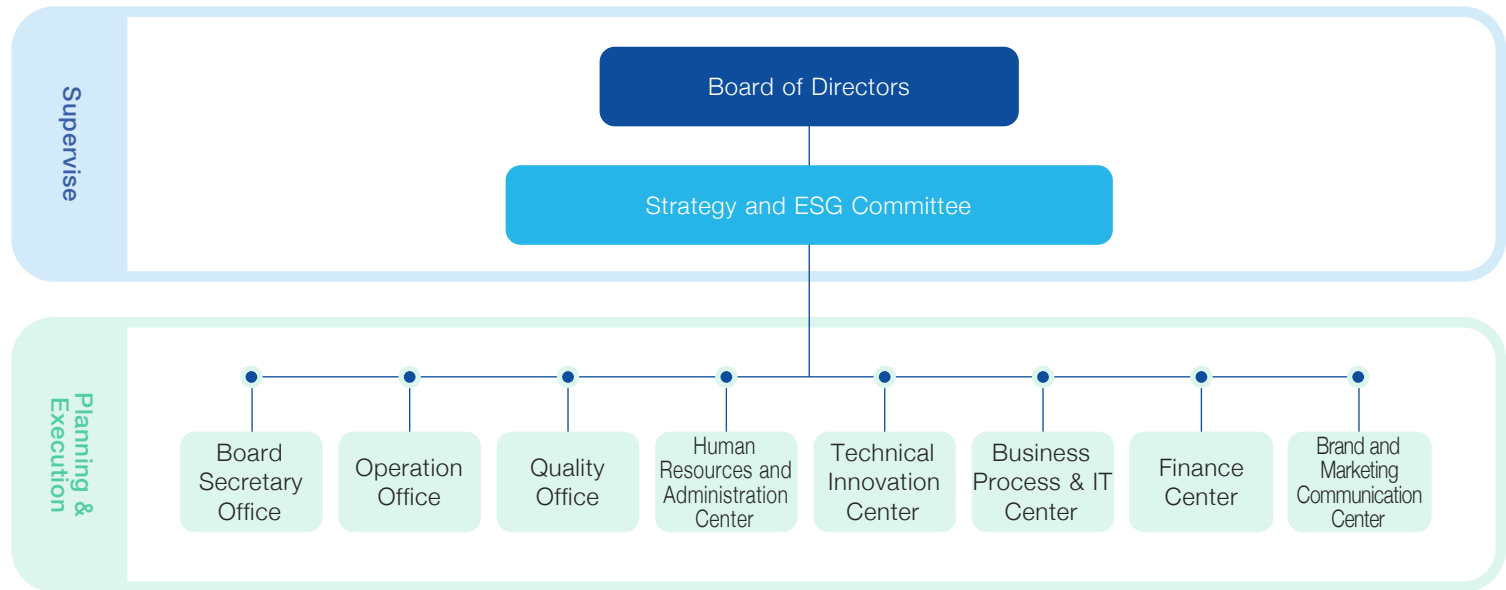 Supervise
Board of Directors
Strategy and ESG Committee
Planning &
Execution
Board
Secretary
Office
Operation
Office
Quality
Office
Human
Resources and
Administration
Center
Technical
Innovation
Center
Business
Process & IT
Center
Finance
Center
Brand and
Marketing
Communication
Center